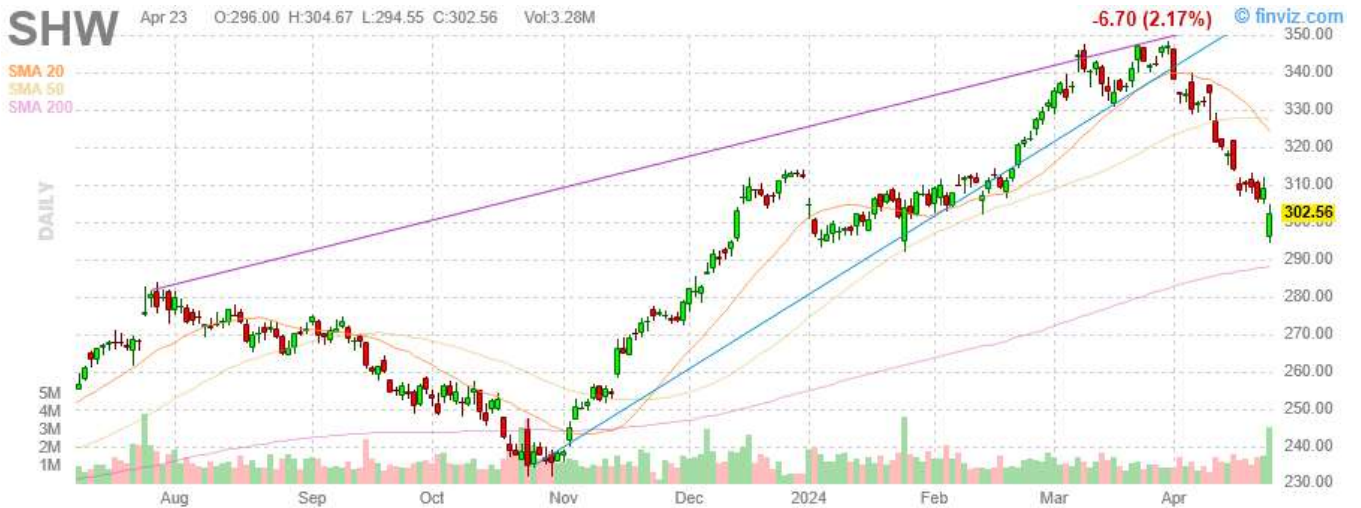 SHW Apr 23 O:296.00 H:304.67 L:294.55 C:302.56 Vol:3.28M -6.70 (2.17%) © finviz.com
SMA 20
SMA 50
SMA 200
DAILY
350.00
340.00
330.00
320.00
310.00
302.56
300.00
290.00
280.00
270.00
260.00
250.00
240.00
230.00
5M
4M
3M
2M
1M
Aug Sep Oct Nov Dec 2024 Feb Mar Apr